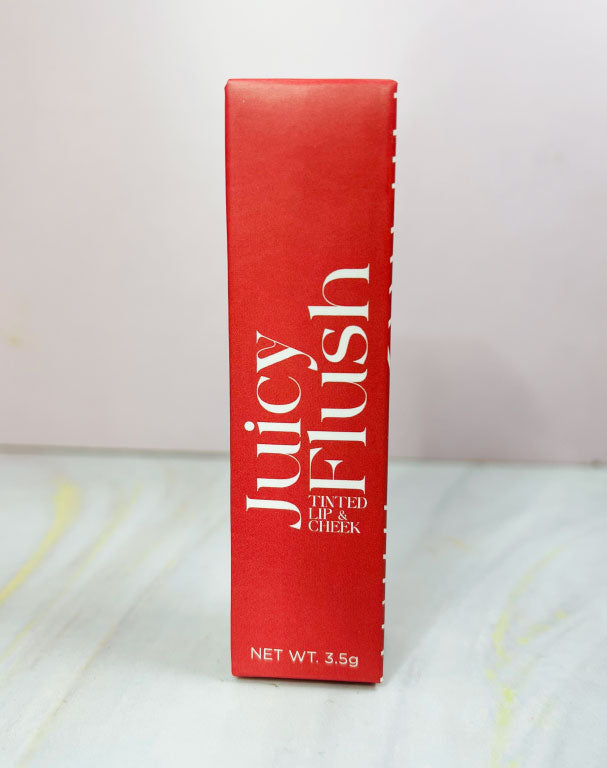 Juicy
Flush
TINTED
LIP &
CHEEK
NET WT. 3.5g